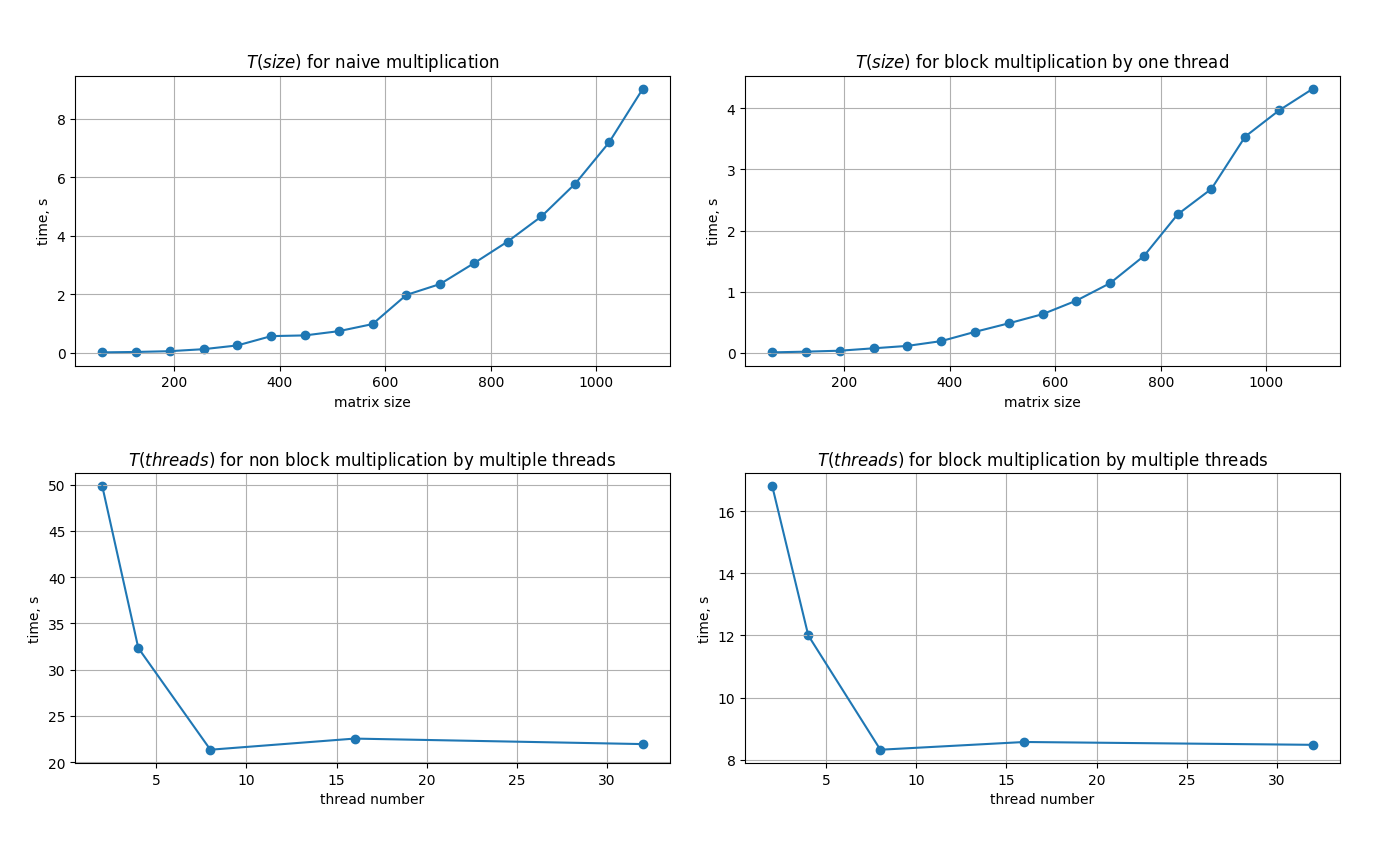 T(size) for naive multiplication
8
6
4
2
0
time, s
200 400 600 800 1000
matrix size
T(size) for block multiplication by one thread
4
3
2
1
0
time, s
200 400 600 800 1000
matrix size
T(threads) for non block multiplication by multiple threads
50
45
40
35
30
25
20
time, s
5 10 15 20 25 30
thread number
T(threads) for block multiplication by multiple threads
16
14
12
10
8
time, s
5 10 15 20 25 30
thread number